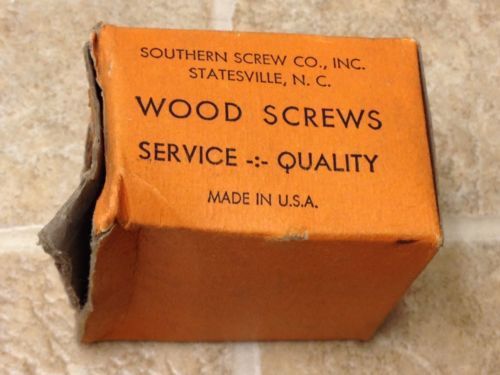 SOUTHERN SCREW CO., INC.
STATESVILLE, N. C.
WOOD SCREWS
SERVICE -:- QUALITY
MADE IN U.S.A.